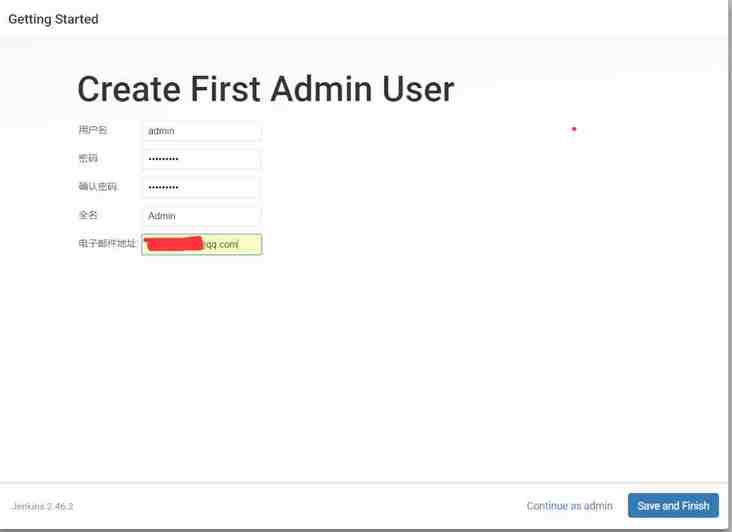 Getting Started
Create First Admin User
用户名 admin
密码 •••••••••
确认密码 •••••••••
全名 Admin
电子邮件地址: @qq.com
Jenkins 2.46.2 Continue as admin Save and Finish